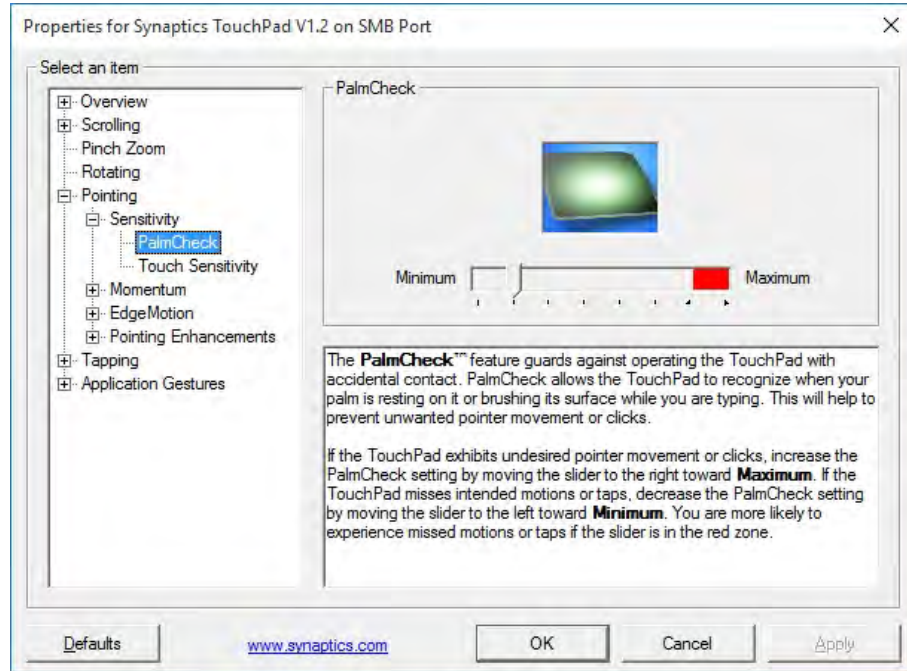 Properties for Synaptics TouchPad V1.2 on SMB Port
Select an item
Overview
Scrolling
Pinch Zoom
Rotating
Pointing
Sensitivity
PalmCheck
Touch Sensitivity
Momentum
EdgeMotion
Pointing Enhancements
Tapping
Application Gestures
PalmCheck
Minimum Maximum
The PalmCheck™ feature guards against operating the TouchPad with
accidental contact. PalmCheck allows the TouchPad to recognize when your
palm is resting on it or brushing its surface while you are typing. This will help to
prevent unwanted pointer movement or clicks.
If the TouchPad exhibits undesired pointer movement or clicks, increase the
PalmCheck setting by moving the slider to the right toward Maximum. If the
TouchPad misses intended motions or taps, decrease the PalmCheck setting
by moving the slider to the left toward Minimum. You are more likely to
experience missed motions or taps if the slider is in the red zone.
Defaults www.synaptics.com OK Cancel Apply